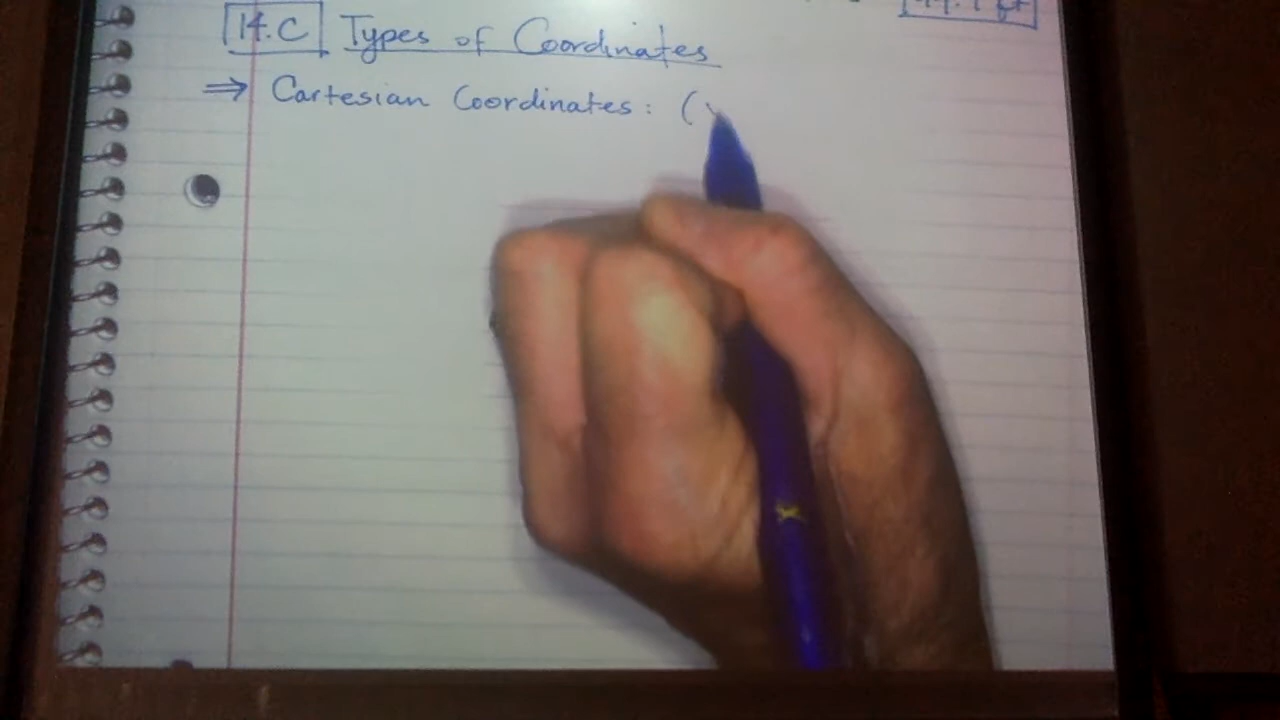 14.C Types of Coordinates
⇒ Cartesian Coordinates: (x